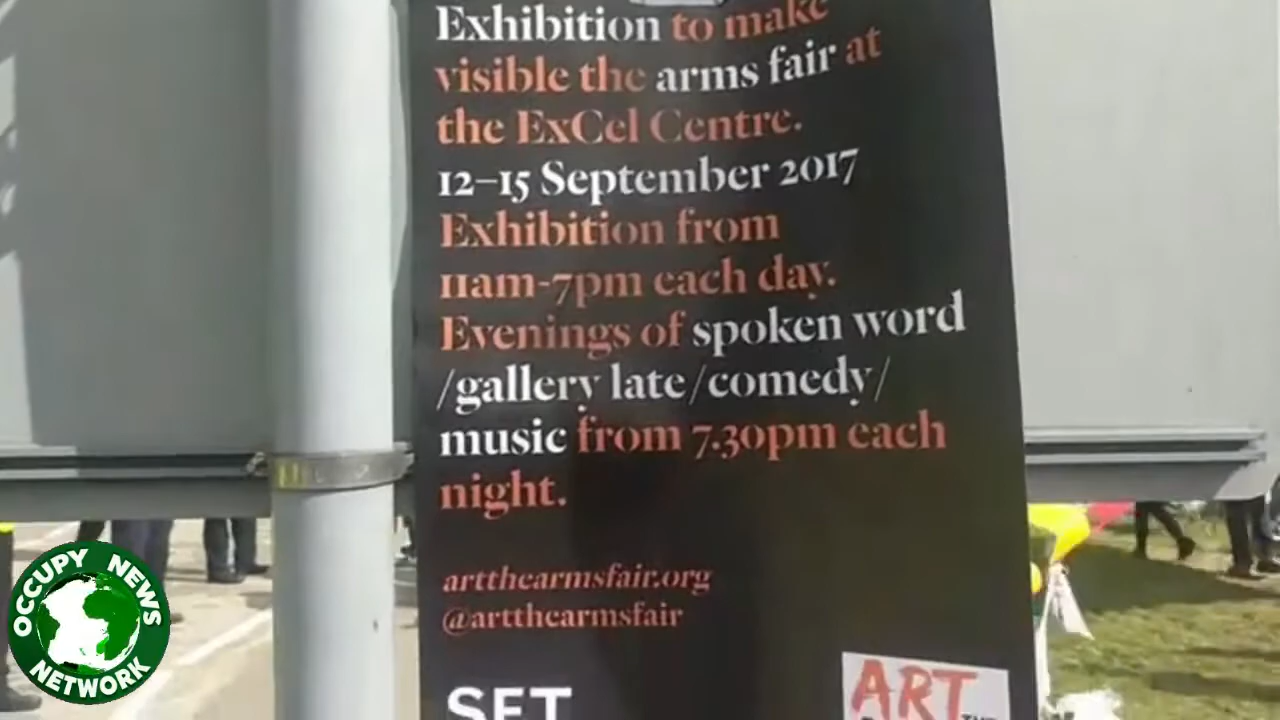 Exhibition to make
visible the arms fair at
the ExCel Centre.
12–15 September 2017
Exhibition from
11am-7pm each day.
Evenings of spoken word
/gallery late/comedy/
music from 7.30pm each
night.
artthearmsfair.org
@artthearmsfair
SET
ART
THE
OCCUPY NEWS
NETWORK